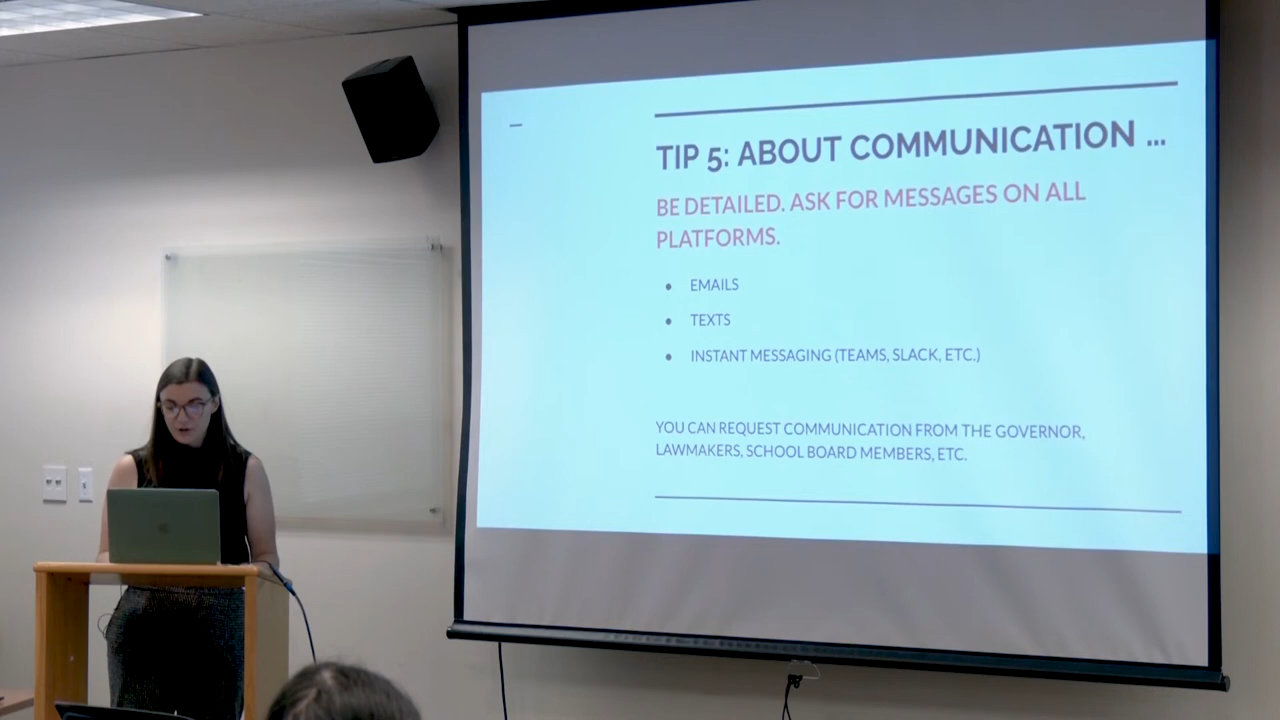 TIP 5: ABOUT COMMUNICATION ...
BE DETAILED. ASK FOR MESSAGES ON ALL
PLATFORMS.
• EMAILS
• TEXTS
• INSTANT MESSAGING (TEAMS, SLACK, ETC.)
YOU CAN REQUEST COMMUNICATION FROM THE GOVERNOR,
LAWMAKERS, SCHOOL BOARD MEMBERS, ETC.